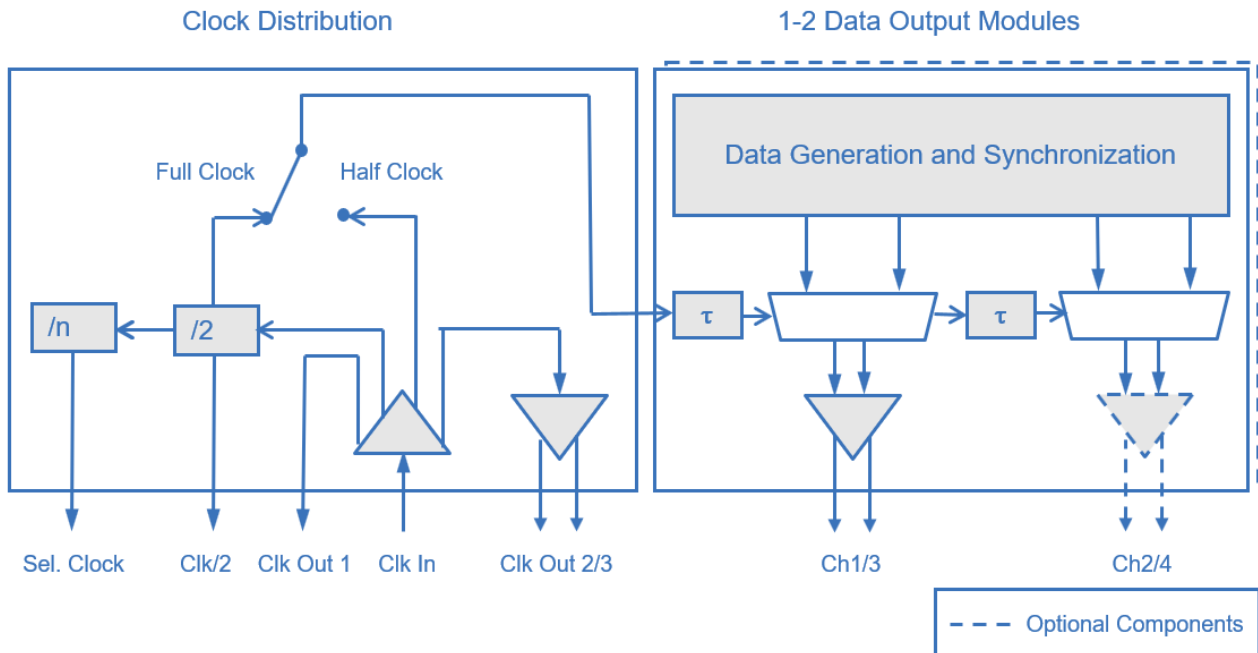 Clock Distribution
1-2 Data Output Modules
Data Generation and Synchronization
Full Clock
Half Clock
/n
/2
τ
τ
Sel. Clock
Clk/2
Clk Out 1
Clk In
Clk Out 2/3
Ch1/3
Ch2/4
Optional Components